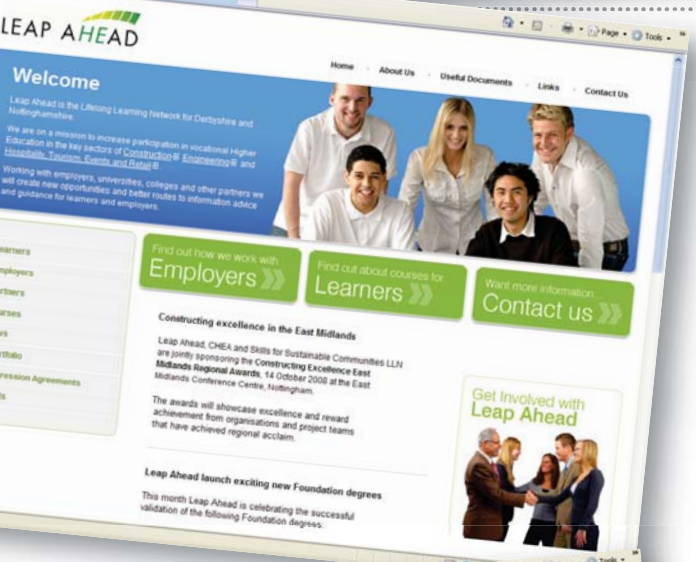 Page
Tools
LEAP AHEAD
Home
About Us
Useful Documents
Links
Contact Us
Welcome
Leap Ahead is the Lifelong Learning Network for Derbyshire and
Nottinghamshire.
We are on a mission to increase participation in vocational Higher
Education in the key sectors of Construction Engineering and
Hospitality, Tourism, Events and Retail
Working with employers, universities, colleges and other partners we
will create new opportunities and better routes to information advice
and guidance for learners and employers.
earners
mployers
rtners
urses
ws
rtfolio
ression Agreements
ts
Find out how we work with
Employers
Find out about courses for
Learners
Want more information...
Contact us
Constructing excellence in the East Midlands
Leap Ahead, CHEA and Skills for Sustainable Communities LLN
are jointly sponsoring the Constructing Excellence East
Midlands Regional Awards, 14 October 2008 at the East
Midlands Conference Centre, Nottingham.
The awards will showcase excellence and reward
achievement from organisations and project teams
that have achieved regional acclaim.
Get Involved with
Leap Ahead
Leap Ahead launch exciting new Foundation degrees
This month Leap Ahead is celebrating the successful
validation of the following Foundation degrees:
Tools